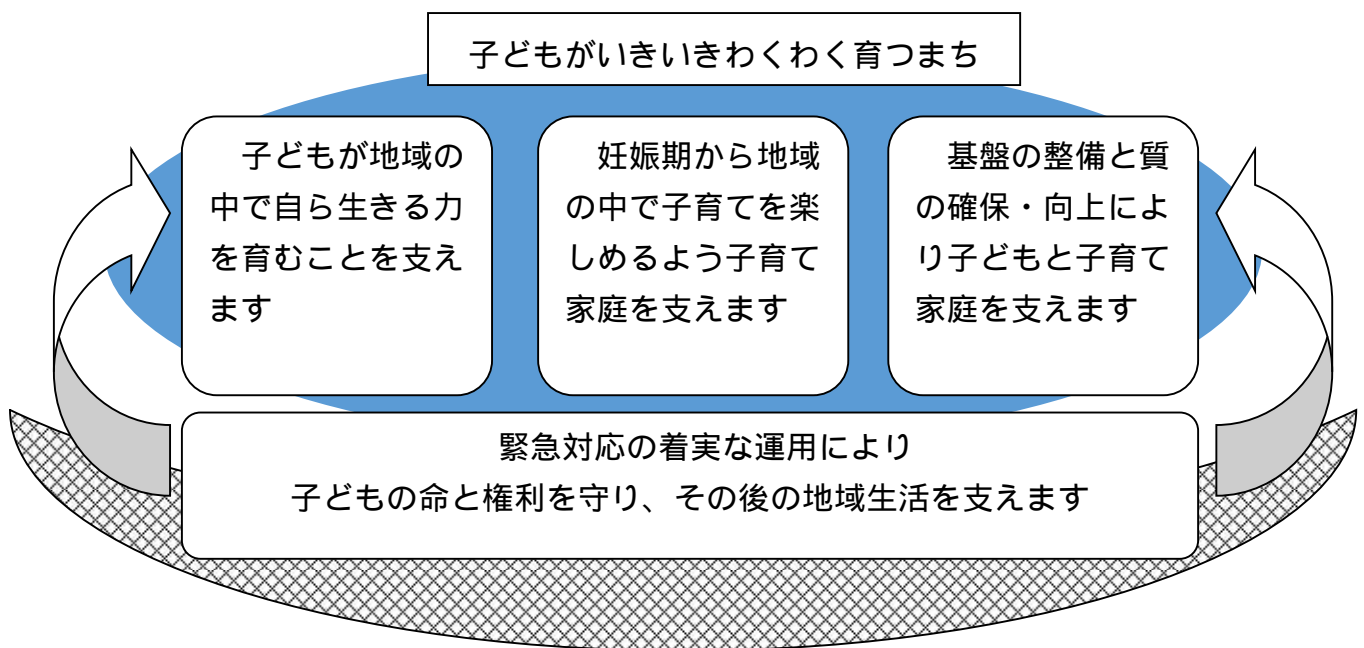 子どもがいきいきわくわく育つまち
子どもが地域の
中で自ら生きる力
を育むことを支え
ます
妊娠期から地域
の中で子育てを楽
しめるよう子育て
家庭を支えます
基盤の整備と質
の確保・向上によ
り子どもと子育て
家庭を支えます
緊急対応の着実な運用により
子どもの命と権利を守り、その後の地域生活を支えます